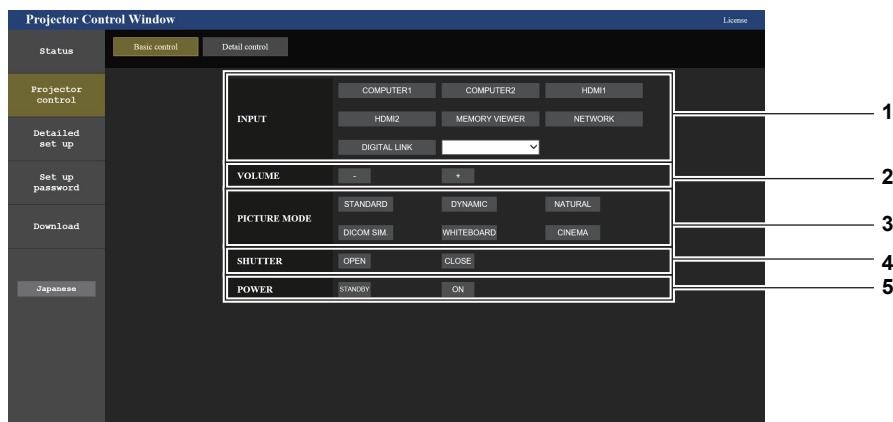 Projector Control Window License
Status Basic control Detail control
Projector
control
Detailed
set up
Set up
password
Download
Japanese
INPUT
COMPUTER1 COMPUTER2 HDMI1
HDMI2 MEMORY VIEWER NETWORK
DIGITAL LINK
VOLUME - +
PICTURE MODE
STANDARD DYNAMIC NATURAL
DICOM SIM. WHITEBOARD CINEMA
SHUTTER OPEN CLOSE
POWER STANDBY ON
1
2
3
4
5